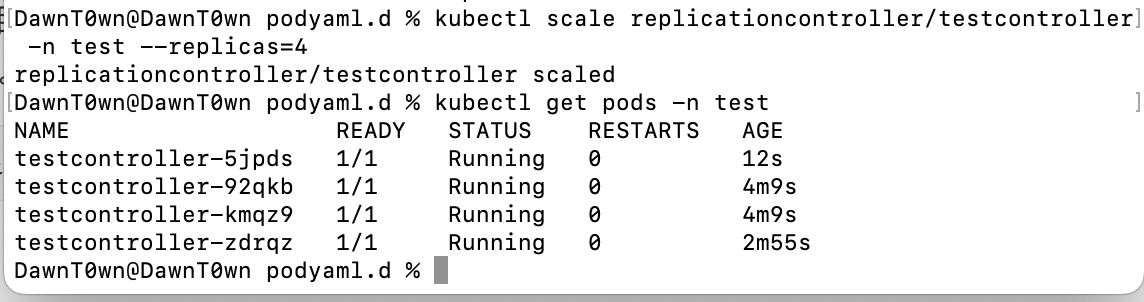 [DawnT0wn@DawnT0wn podyaml.d % kubectl scale replicationcontroller/testcontroller]
 -n test --replicas=4
replicationcontroller/testcontroller scaled
[DawnT0wn@DawnT0wn podyaml.d % kubectl get pods -n test ]
NAME READY STATUS RESTARTS AGE
testcontroller-5jpds 1/1 Running 0 12s
testcontroller-92qkb 1/1 Running 0 4m9s
testcontroller-kmqz9 1/1 Running 0 4m9s
testcontroller-zdrqz 1/1 Running 0 2m55s
DawnT0wn@DawnT0wn podyaml.d %